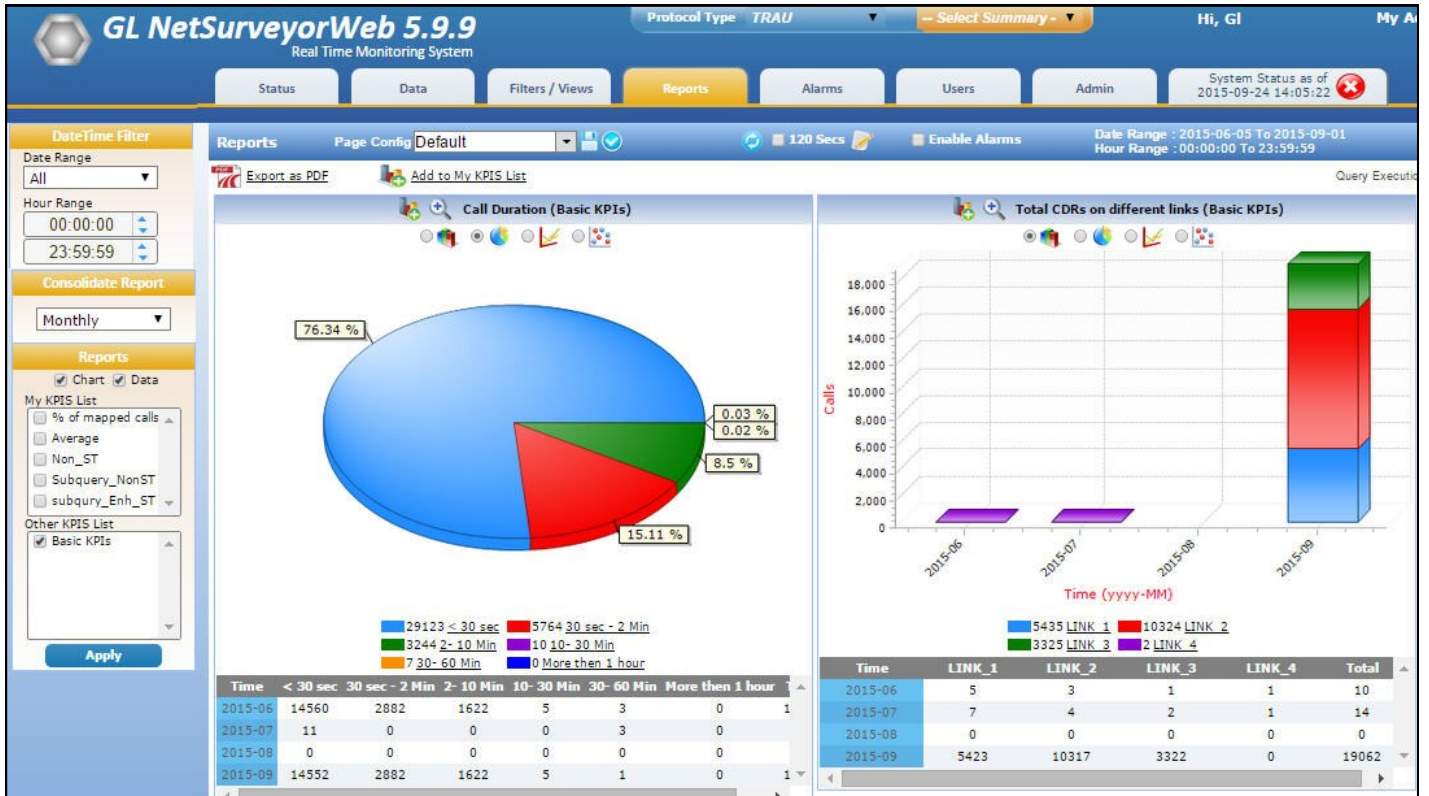 GL NetSurveyorWeb 5.9.9
Real Time Monitoring System
Protocol Type TRAU
-- Select Summary -
Hi, Gl
My A
Status
Data
Filters / Views
Reports
Alarms
Users
Admin
System Status as of
2015-09-24 14:05:22
DateTime Filter
Date Range
All
Hour Range
00:00:00
23:59:59
Consolidate Report
Monthly
Reports
Chart Data
My KPIS List
% of mapped calls
Average
Non_ST
Subquery_NonST
subqury_Enh_ST
Other KPIS List
Basic KPIs
Apply
Reports
Page Config Default
120 Secs
Enable Alarms
Date Range : 2015-06-05 To 2015-09-01
Hour Range : 00:00:00 To 23:59:59
Export as PDF
Add to My KPIS List
Query Executio
Call Duration (Basic KPIs)
76.34 %
0.03 %
0.02 %
8.5 %
15.11 %
29123 < 30 sec 5764 30 sec - 2 Min
3244 2- 10 Min 10 10- 30 Min
7 30- 60 Min 0 More then 1 hour
Time < 30 sec 30 sec - 2 Min 2- 10 Min 10- 30 Min 30- 60 Min More then 1 hour
2015-06 14560 2882 1622 5 3 0 1
2015-07 11 0 0 0 3 0
2015-08 0 0 0 0 0 0
2015-09 14552 2882 1622 5 1 0 1
Total CDRs on different links (Basic KPIs)
18,000
16,000
14,000
12,000
10,000
8,000
6,000
4,000
2,000
0
Calls
2015-06
2015-07
2015-08
2015-09
Time (yyyy-MM)
5435 LINK_1 10324 LINK_2
3325 LINK_3 2 LINK_4
Time LINK_1 LINK_2 LINK_3 LINK_4 Total
2015-06 5 3 1 1 10
2015-07 7 4 2 1 14
2015-08 0 0 0 0 0
2015-09 5423 10317 3322 0 19062